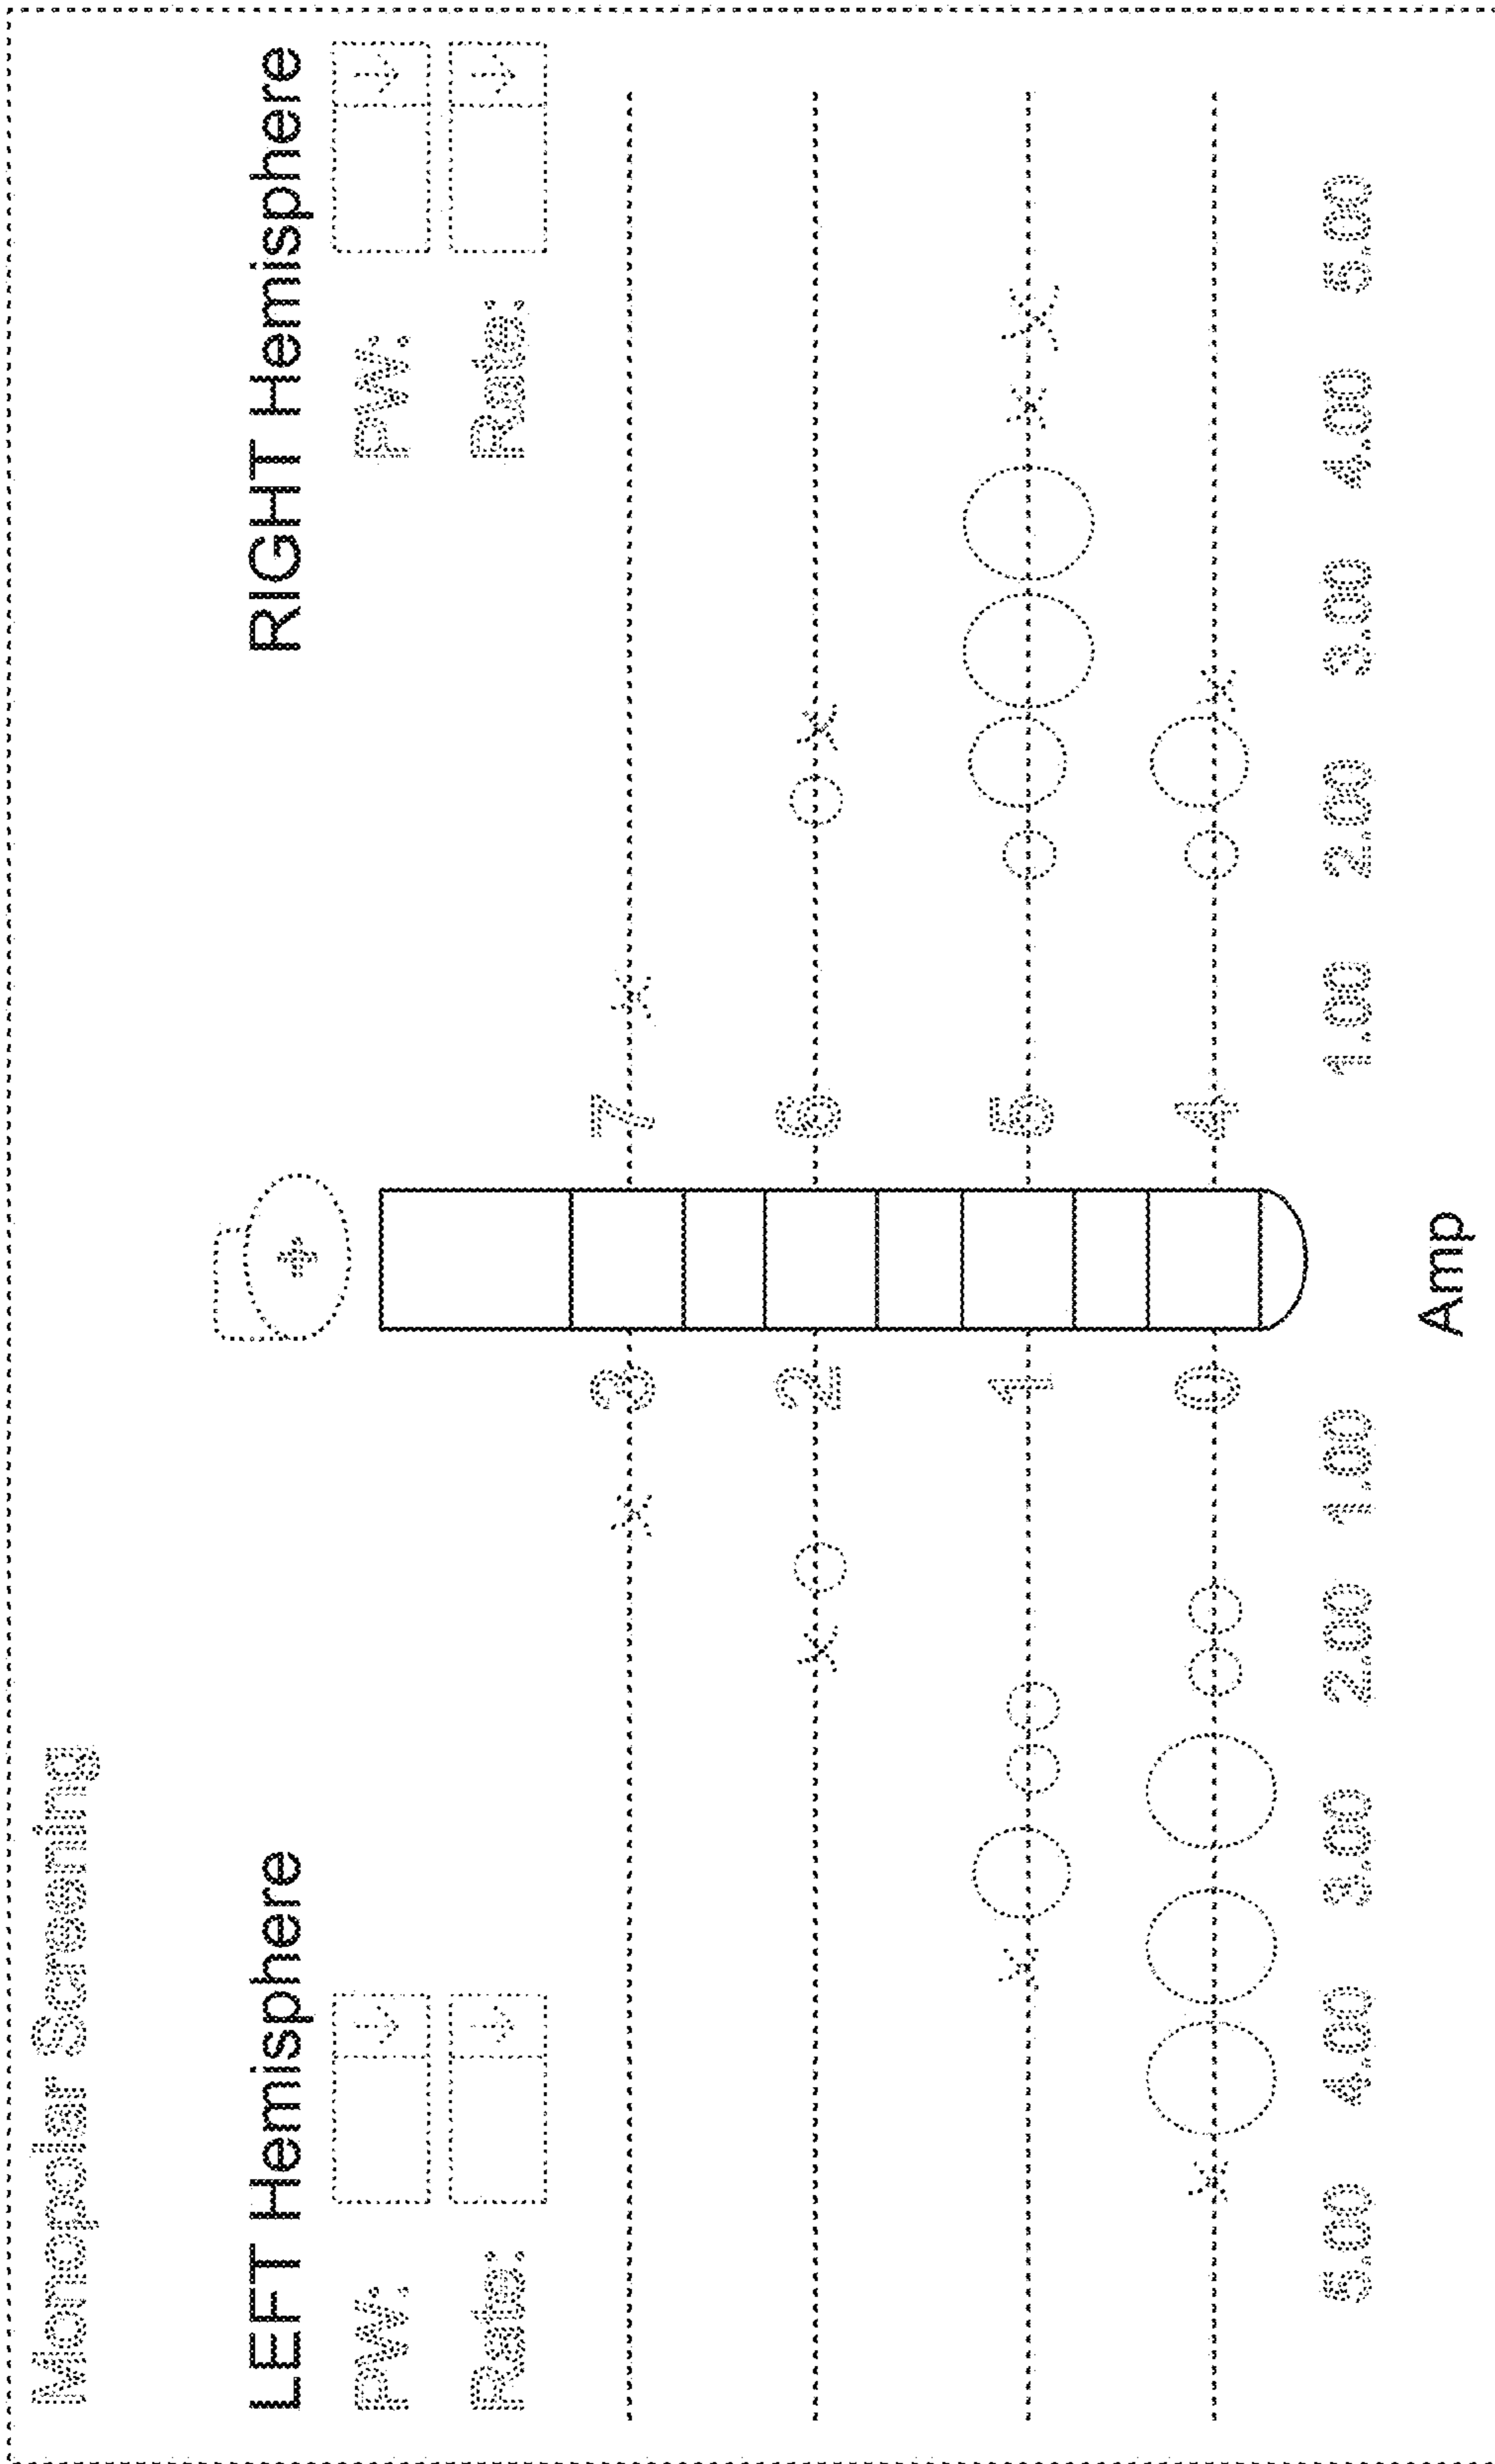 Monopolar Screening
LEFT Hemisphere
RIGHT Hemisphere
PW:
PW:
Rate:
Rate:
+
3 7
2 6
1 5
0 4
5.00 4.00 3.00 2.00 1.00 1.00 2.00 3.00 4.00 5.00
Amp